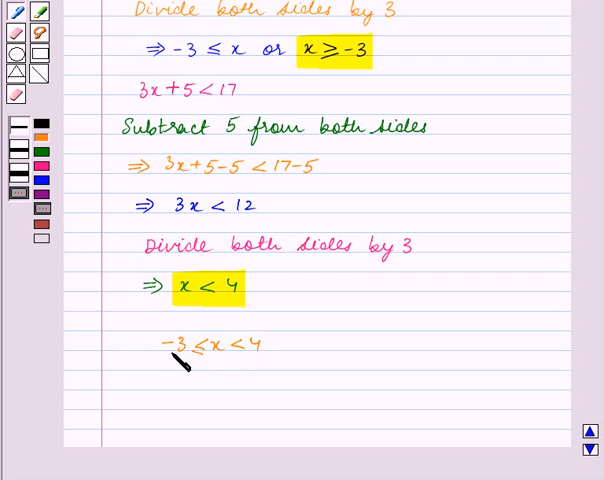 Divide both sides by 3
⇒ -3 ≤ x or x ≥ -3
3x + 5 < 17
Subtract 5 from both sides
⇒ 3x + 5 - 5 < 17 - 5
⇒ 3x < 12
Divide both sides by 3
⇒ x < 4
-3 ≤ x < 4